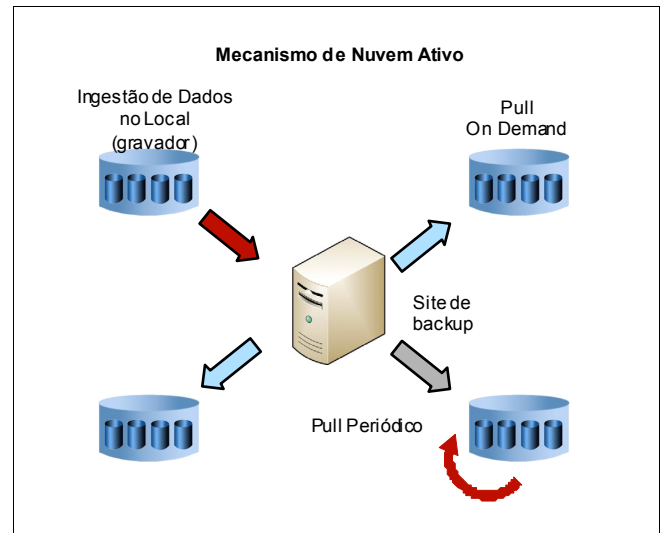 Mecanismo de Nuvem Ativo
Ingestão de Dados
no Local
(gravador)
Pull
On Demand
Site de
backup
Pull Periódico